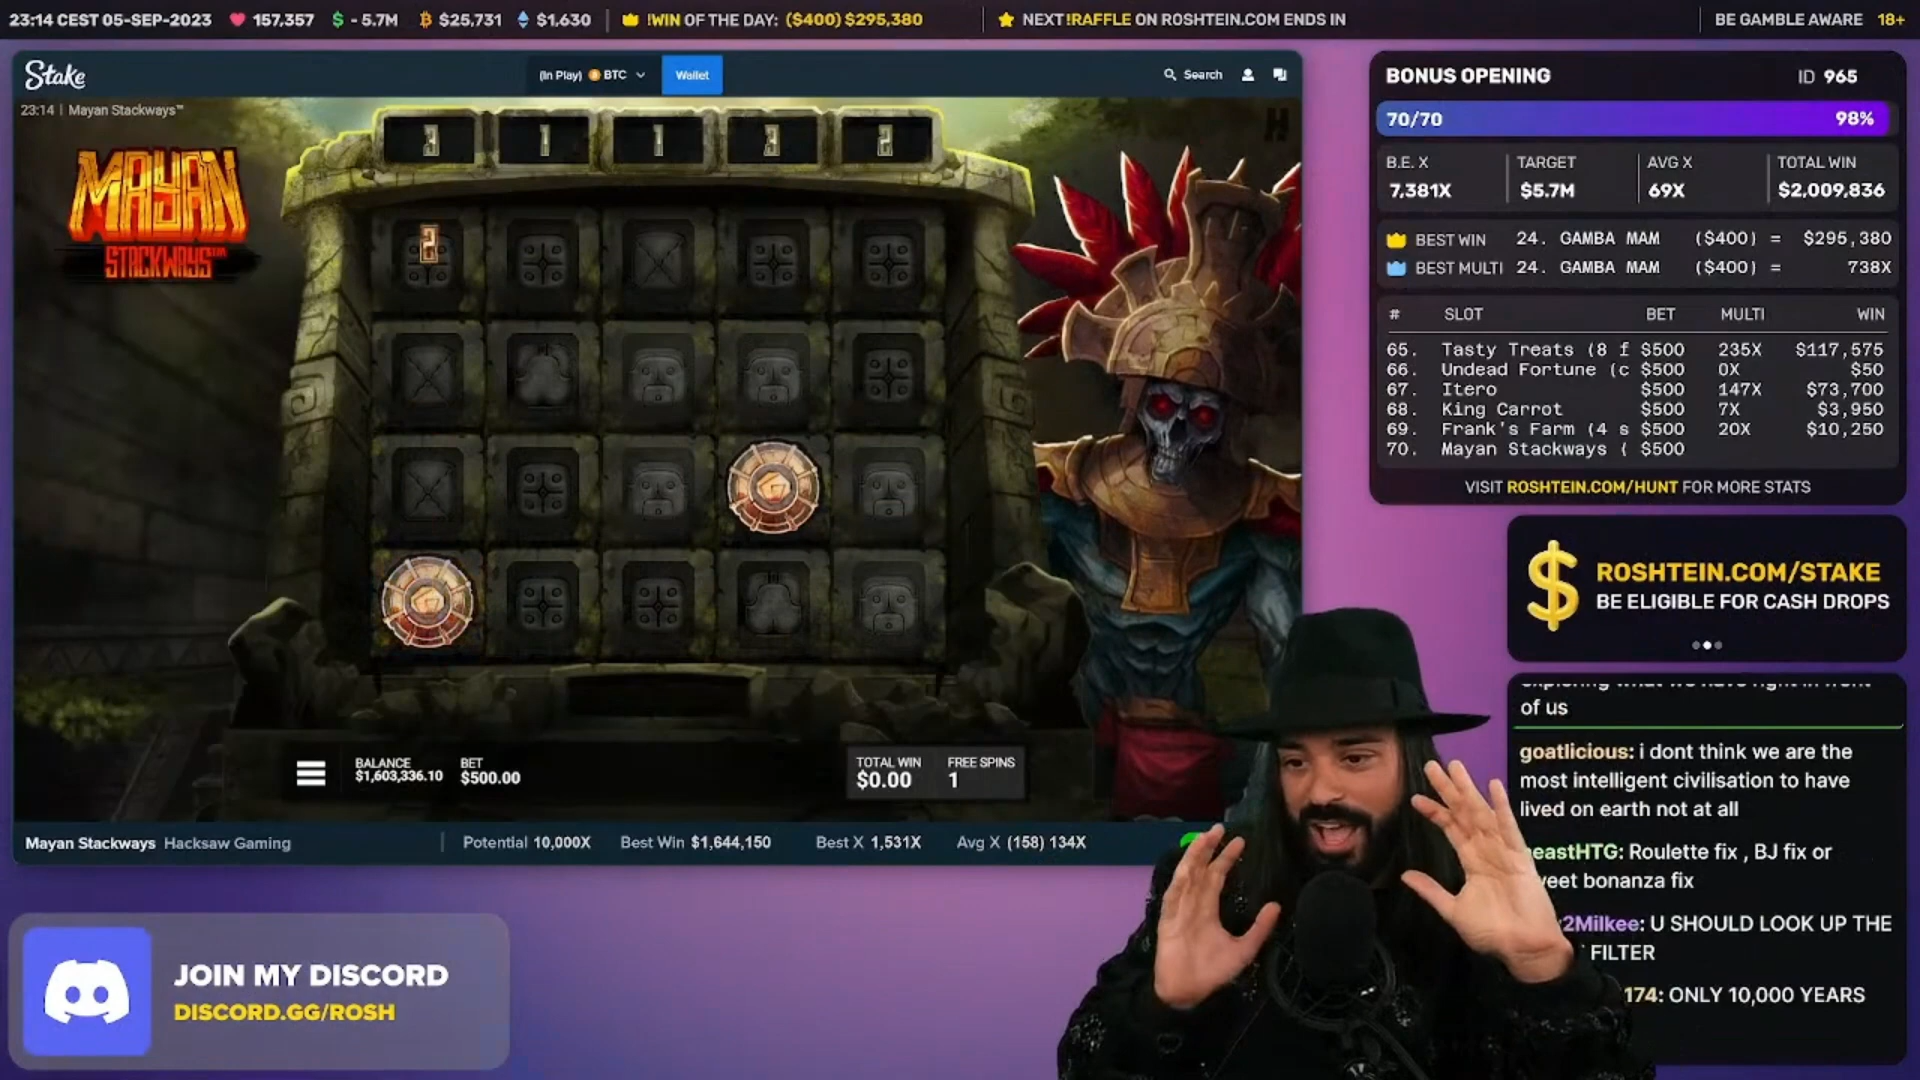 23:14 CEST 05-SEP-2023 157,357 $ - 5.7M $25,731 $1,630 !WIN OF THE DAY: ($400) $295,380 NEXT !RAFFLE ON ROSHTEIN.COM ENDS IN BE GAMBLE AWARE 18+
Stake (In Play) BTC Wallet Search
23:14 | Mayan Stackways™
MAYAN
STACKWAYS™
3 1 1 3 2
2
BALANCE
$1,603,336.10
BET
$500.00
TOTAL WIN
$0.00
FREE SPINS
1
Mayan Stackways Hacksaw Gaming Potential 10,000X Best Win $1,644,150 Best X 1,531X Avg X (158) 134X
JOIN MY DISCORD
DISCORD.GG/ROSH
BONUS OPENING ID 965
70/70 98%
B.E. X TARGET AVG X TOTAL WIN
7,381X $5.7M 69X $2,009,836
BEST WIN 24. GAMBA MAM ($400) = $295,380
BEST MULTI 24. GAMBA MAM ($400) = 738X
# SLOT BET MULTI WIN
65. Tasty Treats (8 f $500 235X $117,575
66. Undead Fortune (c $500 0X $50
67. Itero $500 147X $73,700
68. King Carrot $500 7X $3,950
69. Frank's Farm (4 s $500 20X $10,250
70. Mayan Stackways ( $500
VISIT ROSHTEIN.COM/HUNT FOR MORE STATS
$ ROSHTEIN.COM/STAKE
BE ELIGIBLE FOR CASH DROPS
of us
goatlicious: i dont think we are the
most intelligent civilisation to have
lived on earth not at all
eastHTG: Roulette fix , BJ fix or
weet bonanza fix
2Milkee: U SHOULD LOOK UP THE
FILTER
174: ONLY 10,000 YEARS